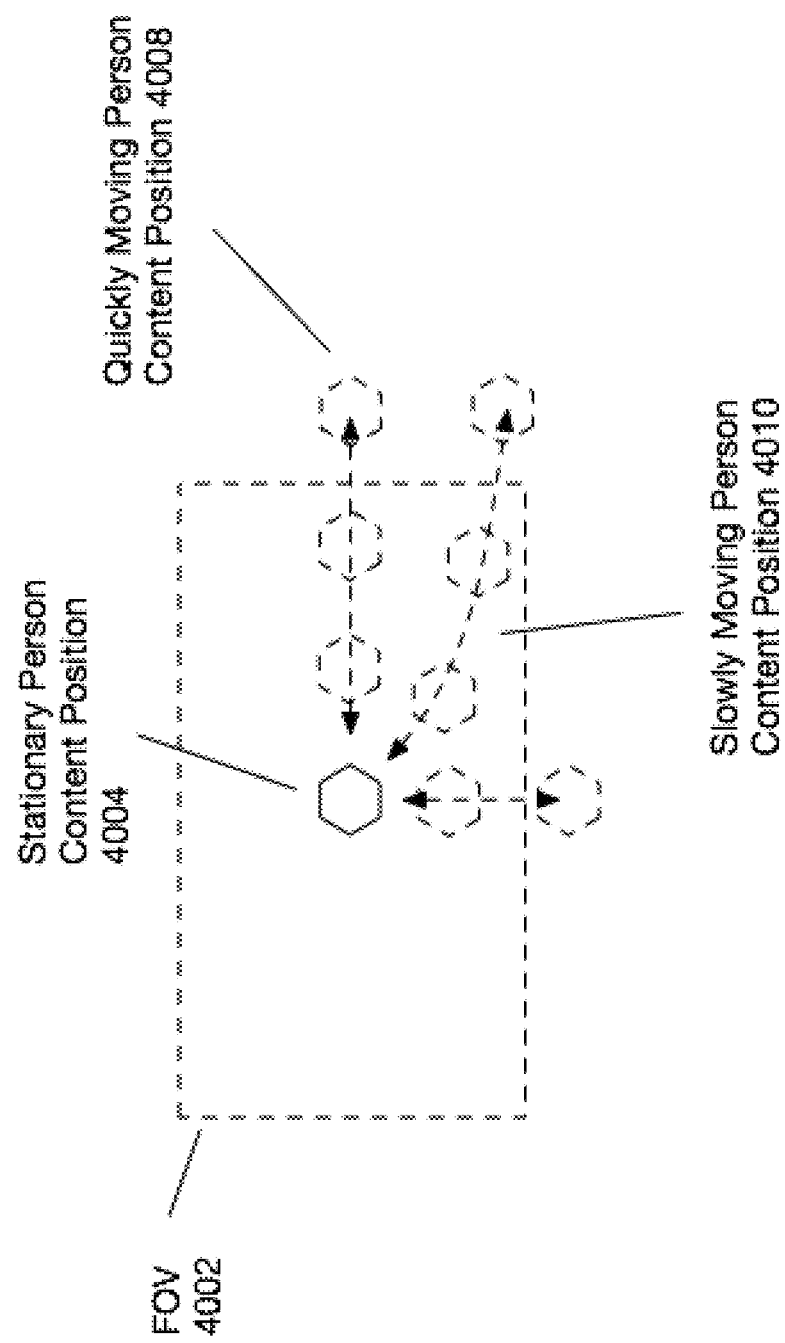 FOV
4002
Stationary Person
Content Position
4004
Quickly Moving Person
Content Position 4008
Slowly Moving Person
Content Position 4010